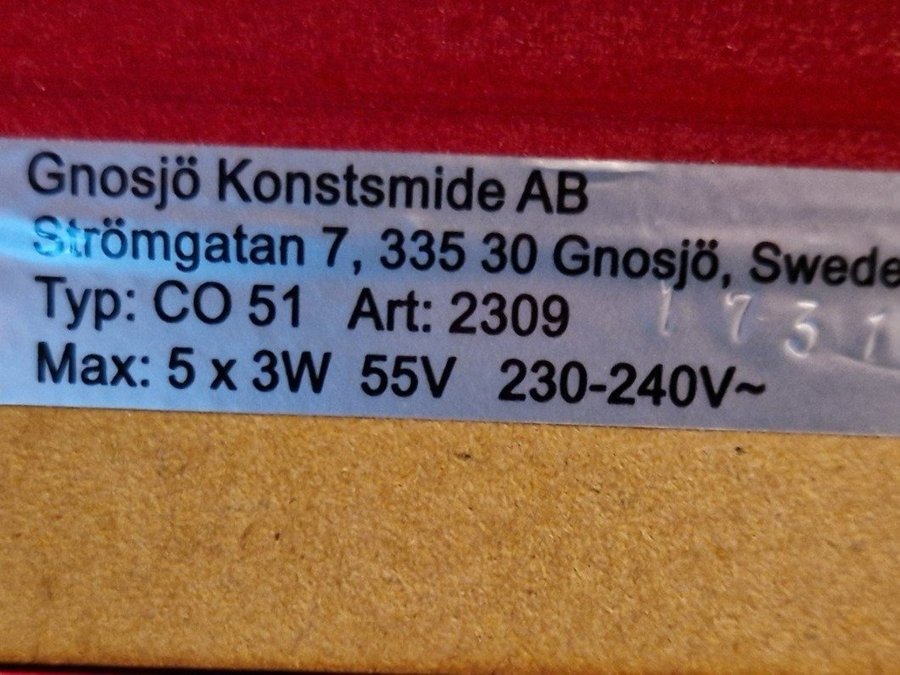 Gnosjö Konstsmide AB
Strömgatan 7, 335 30 Gnosjö, Swede
Typ: CO 51 Art: 2309 1731
Max: 5 x 3W 55V 230-240V~